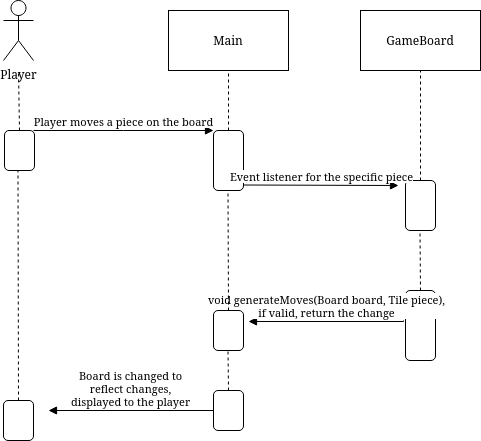 Main
GameBoard
Player
Player moves a piece on the board
Event listener for the specific piece
void generateMoves(Board board, Tile piece),
if valid, return the change
Board is changed to
reflect changes,
displayed to the player